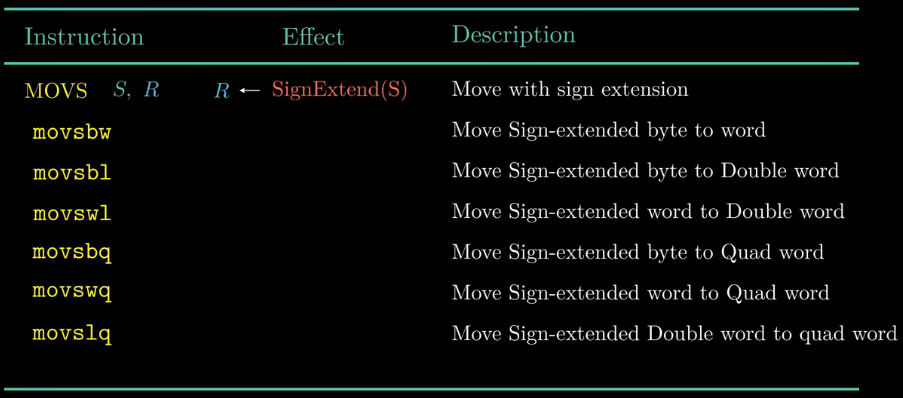 Instruction Effect Description
MOVS S, R R ← SignExtend(S) Move with sign extension
movsbw Move Sign-extended byte to word
movsbl Move Sign-extended byte to Double word
movswl Move Sign-extended word to Double word
movsbq Move Sign-extended byte to Quad word
movswq Move Sign-extended word to Quad word
movslq Move Sign-extended Double word to quad word